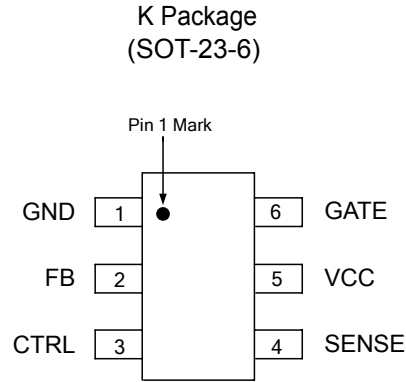 K Package
(SOT-23-6)
Pin 1 Mark
GND 1 6 GATE
FB 2 5 VCC
CTRL 3 4 SENSE